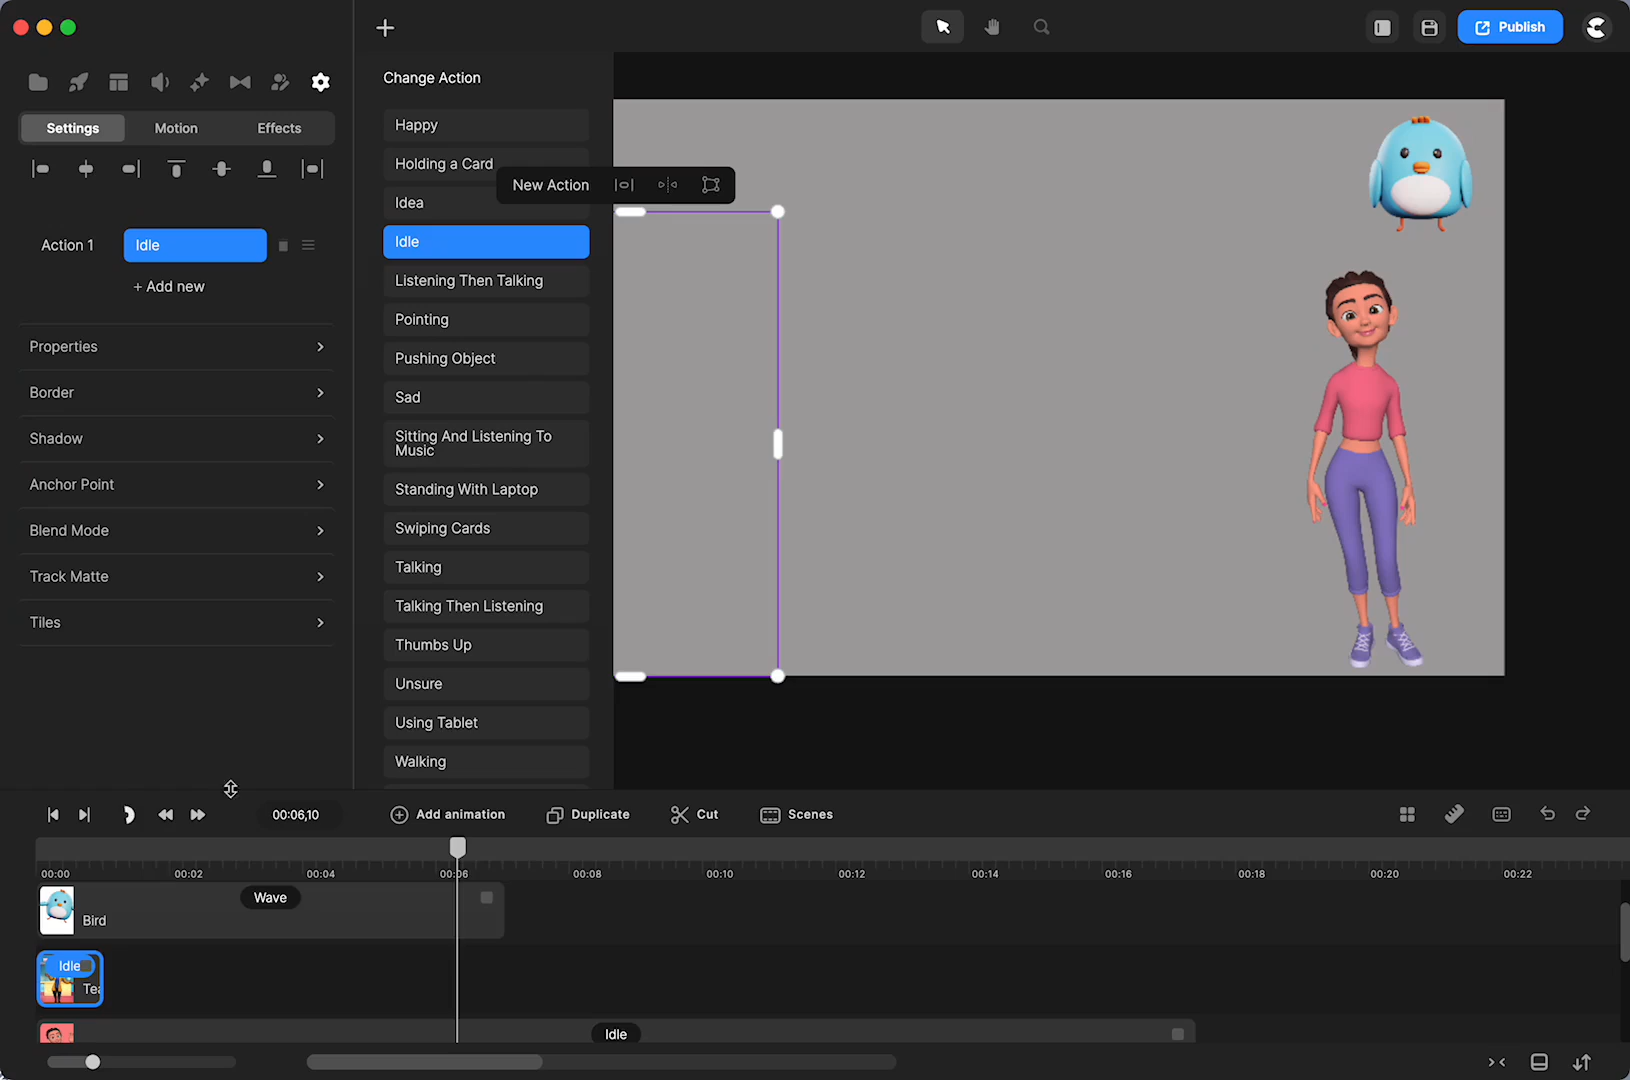 Publish
Change Action
Settings
Motion
Effects
Happy
Holding a Card
New Action
Idea
Action 1
Idle
Idle
+ Add new
Listening Then Talking
Pointing
Properties
Pushing Object
Border
Sad
Shadow
Sitting And Listening To
Music
Anchor Point
Standing With Laptop
Blend Mode
Swiping Cards
Track Matte
Talking
Talking Then Listening
Tiles
Thumbs Up
Unsure
Using Tablet
Walking
00:06,10
Add animation
Duplicate
Cut
Scenes
00:00
00:02
00:04
00:06
00:08
00:10
00:12
00:14
00:16
00:18
00:20
00:22
Wave
Bird
Idle
Tea
Idle